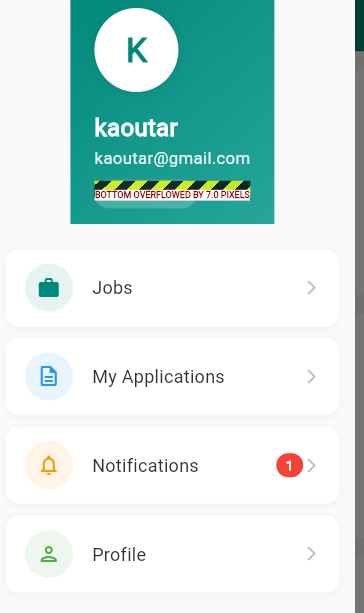 K
kaoutar
kaoutar@gmail.com
BOTTOM OVERFLOWED BY 7.0 PIXELS
Jobs
My Applications
Notifications 1
Profile